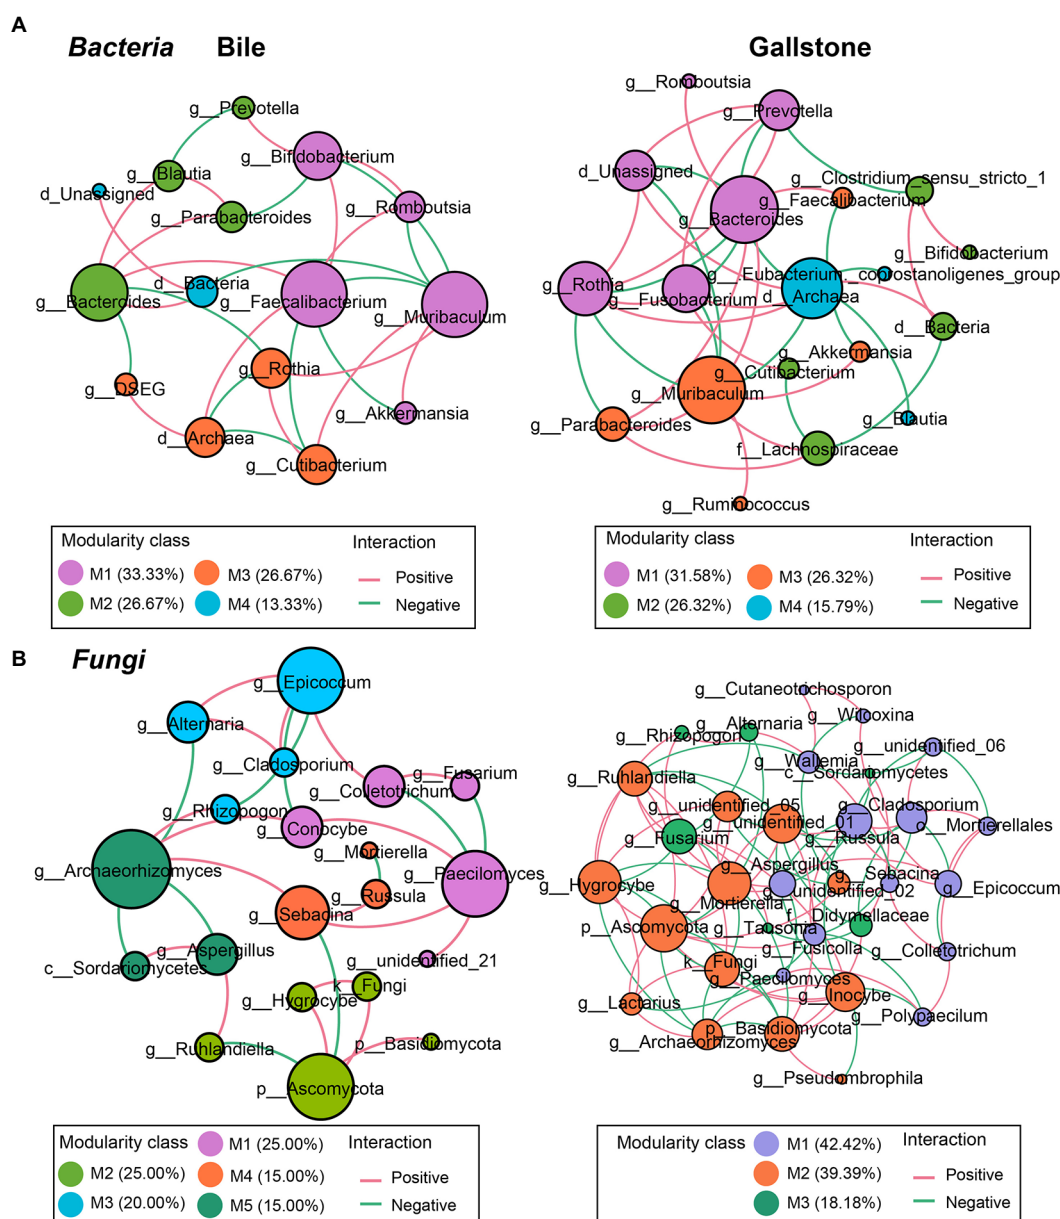 A
Bacteria Bile
Gallstone
g__Prevotella
g__Bifidobacterium
g__Blautia
d_Unassigned
g__Parabacteroides
g__Romboutsia
d__Bacteria
g__Bacteroides
g__Faecalibacterium
g__Muribaculum
g__Rothia
g__DSEG
g__Akkermansia
d__Archaea
g__Cutibacterium
g__Romboutsia
g__Prevotella
d_Unassigned
g__Clostridium_sensu_stricto_1
g__Faecalibacterium
g__Bacteroides
g__Bifidobacterium
g__Eubacterium_coprostanoligenes_group
g__Rothia
g__Fusobacterium
d__Archaea
d__Bacteria
g__Akkermansia
g__Cutibacterium
g__Muribaculum
g__Parabacteroides
g__Blautia
f__Lachnospiraceae
g__Ruminococcus
Modularity class Interaction
M1 (33.33%) M3 (26.67%) Positive
M2 (26.67%) M4 (13.33%) Negative
Modularity class Interaction
M1 (31.58%) M3 (26.32%) Positive
M2 (26.32%) M4 (15.79%) Negative
B
Fungi
g__Epicoccum
g__Alternaria
g__Cladosporium
g__Fusarium
g__Colletotrichum
g__Rhizopogon
g__Conocybe
g__Mortierella
g__Archaeorhizomyces
g__Paecilomyces
g__Russula
g__Sebacina
g__Aspergillus
c__Sordariomycetes
g__unidentified_21
k__Fungi
g__Hygrocybe
g__Ruhlandiella
p__Basidiomycota
p__Ascomycota
g__Cutaneotrichosporon
g__Wilcoxina
g__Alternaria
g__Rhizopogon
g__unidentified_06
g__Wallemia
c__Sordariomycetes
g__Ruhlandiella
g__unidentified_05
g__Cladosporium
g__unidentified_01
o__Mortierellales
g__Fusarium
g__Russula
g__Aspergillus
g__Sebacina
g__Hygrocybe
g__unidentified_02
g__Epicoccum
g__Mortierella
f__Didymellaceae
p__Ascomycota
g__Tausonia
g__Fusicolla
g__Colletotrichum
k__Fungi
g__Paecilomyces
g__Inocybe
g__Lactarius
g__Polypaecilum
p__Basidiomycota
g__Archaeorhizomyces
g__Pseudombrophila
Modularity class M1 (25.00%) Interaction
M2 (25.00%) M4 (15.00%) Positive
M3 (20.00%) M5 (15.00%) Negative
Modularity class M1 (42.42%) Interaction
M2 (39.39%) Positive
M3 (18.18%) Negative